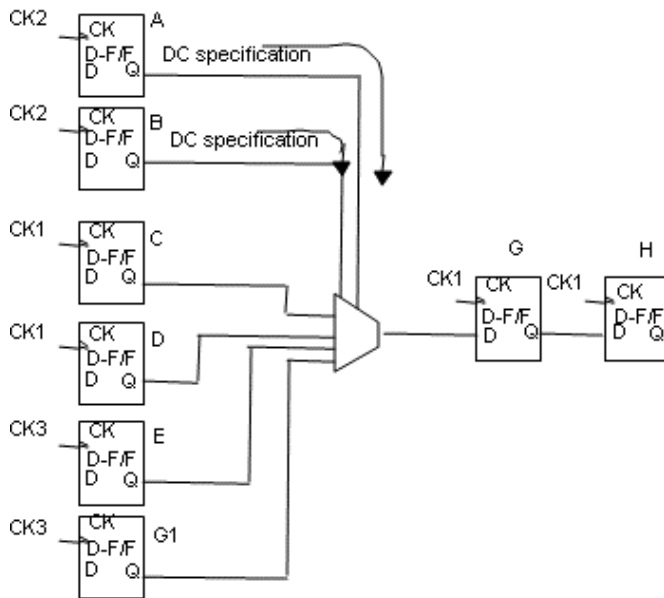 CK2
CK
A
D-F/F
D
Q
DC specification
CK2
CK
B
D-F/F
D
Q
DC specification
CK1
CK
C
D-F/F
D
Q
CK1
CK
D
D-F/F
D
Q
CK3
CK
E
D-F/F
D
Q
CK3
CK
G1
D-F/F
D
Q
G
CK1
CK
D-F/F
D
Q
H
CK1
CK
D-F/F
D
Q